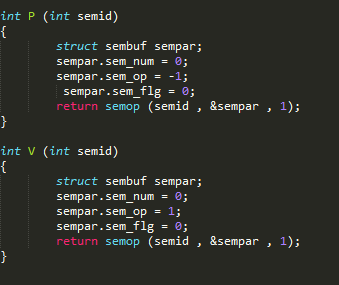 int P (int semid)
{
        struct sembuf sempar;
        sempar.sem_num = 0;
        sempar.sem_op = -1;
         sempar.sem_flg = 0;
        return semop (semid , &sempar , 1);
}

int V (int semid)
{
        struct sembuf sempar;
        sempar.sem_num = 0;
        sempar.sem_op = 1;
        sempar.sem_flg = 0;
        return semop (semid , &sempar , 1);
}